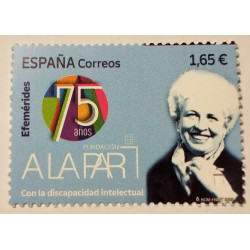 ESPAÑA Correos
1,65 €
Efemérides
75
años
FUNDACIÓN
A LA PAR
Con la discapacidad intelectual